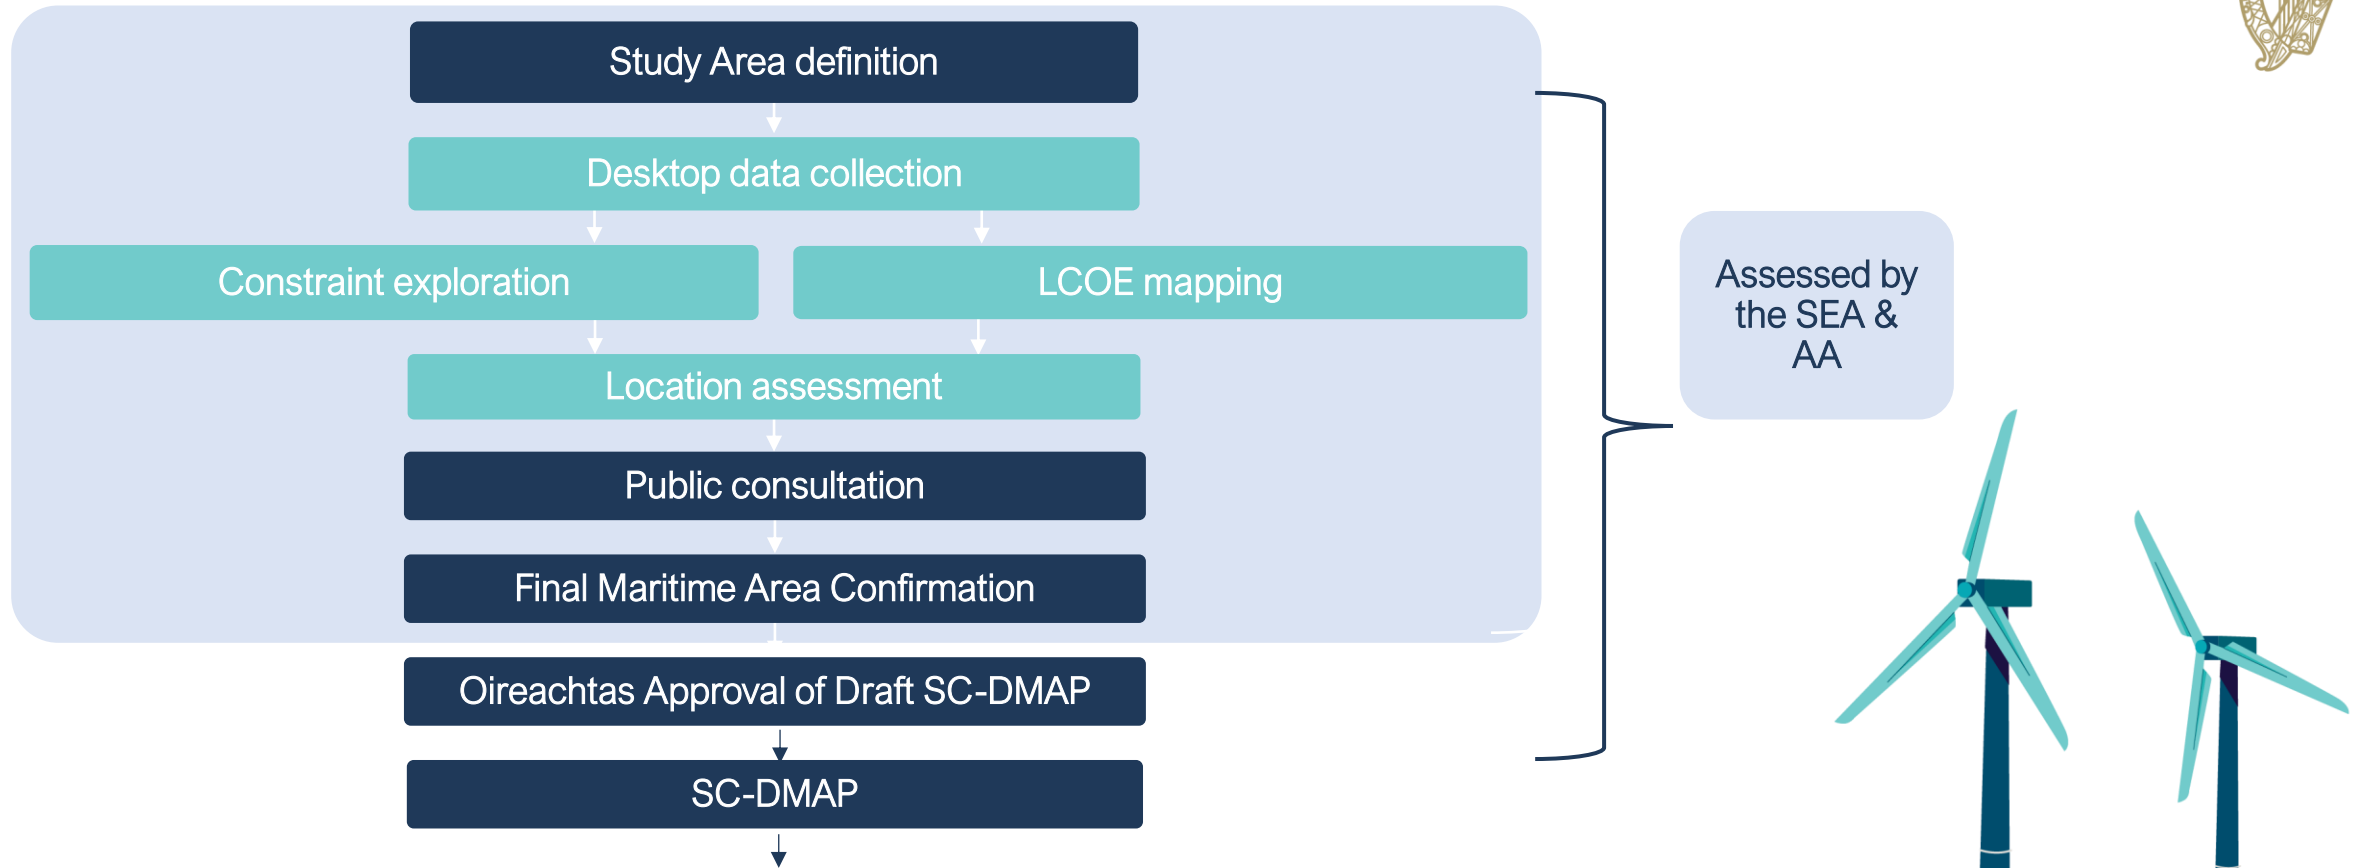 Study Area definition
Desktop data collection
Constraint exploration
LCOE mapping
Location assessment
Public consultation
Final Maritime Area Confirmation
Oireachtas Approval of Draft SC-DMAP
SC-DMAP
Assessed by
the SEA &
AA